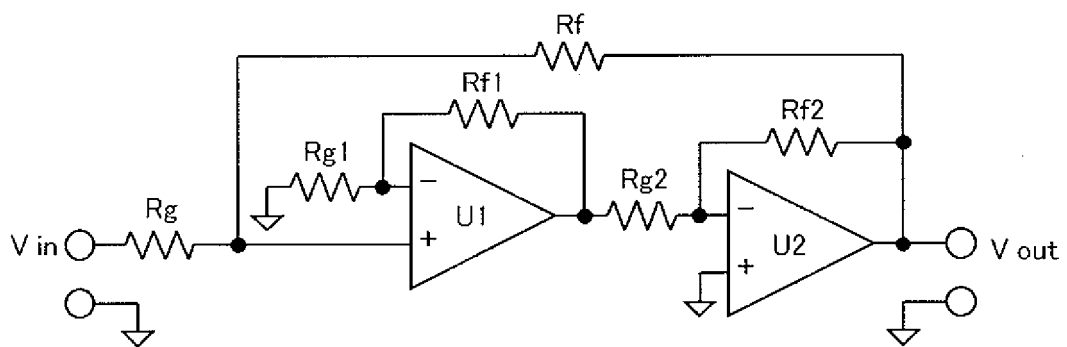 Rf
Rf1
Rf2
Rg1
Rg2
Rg
V in
−
+
U1
−
+
U2
V out